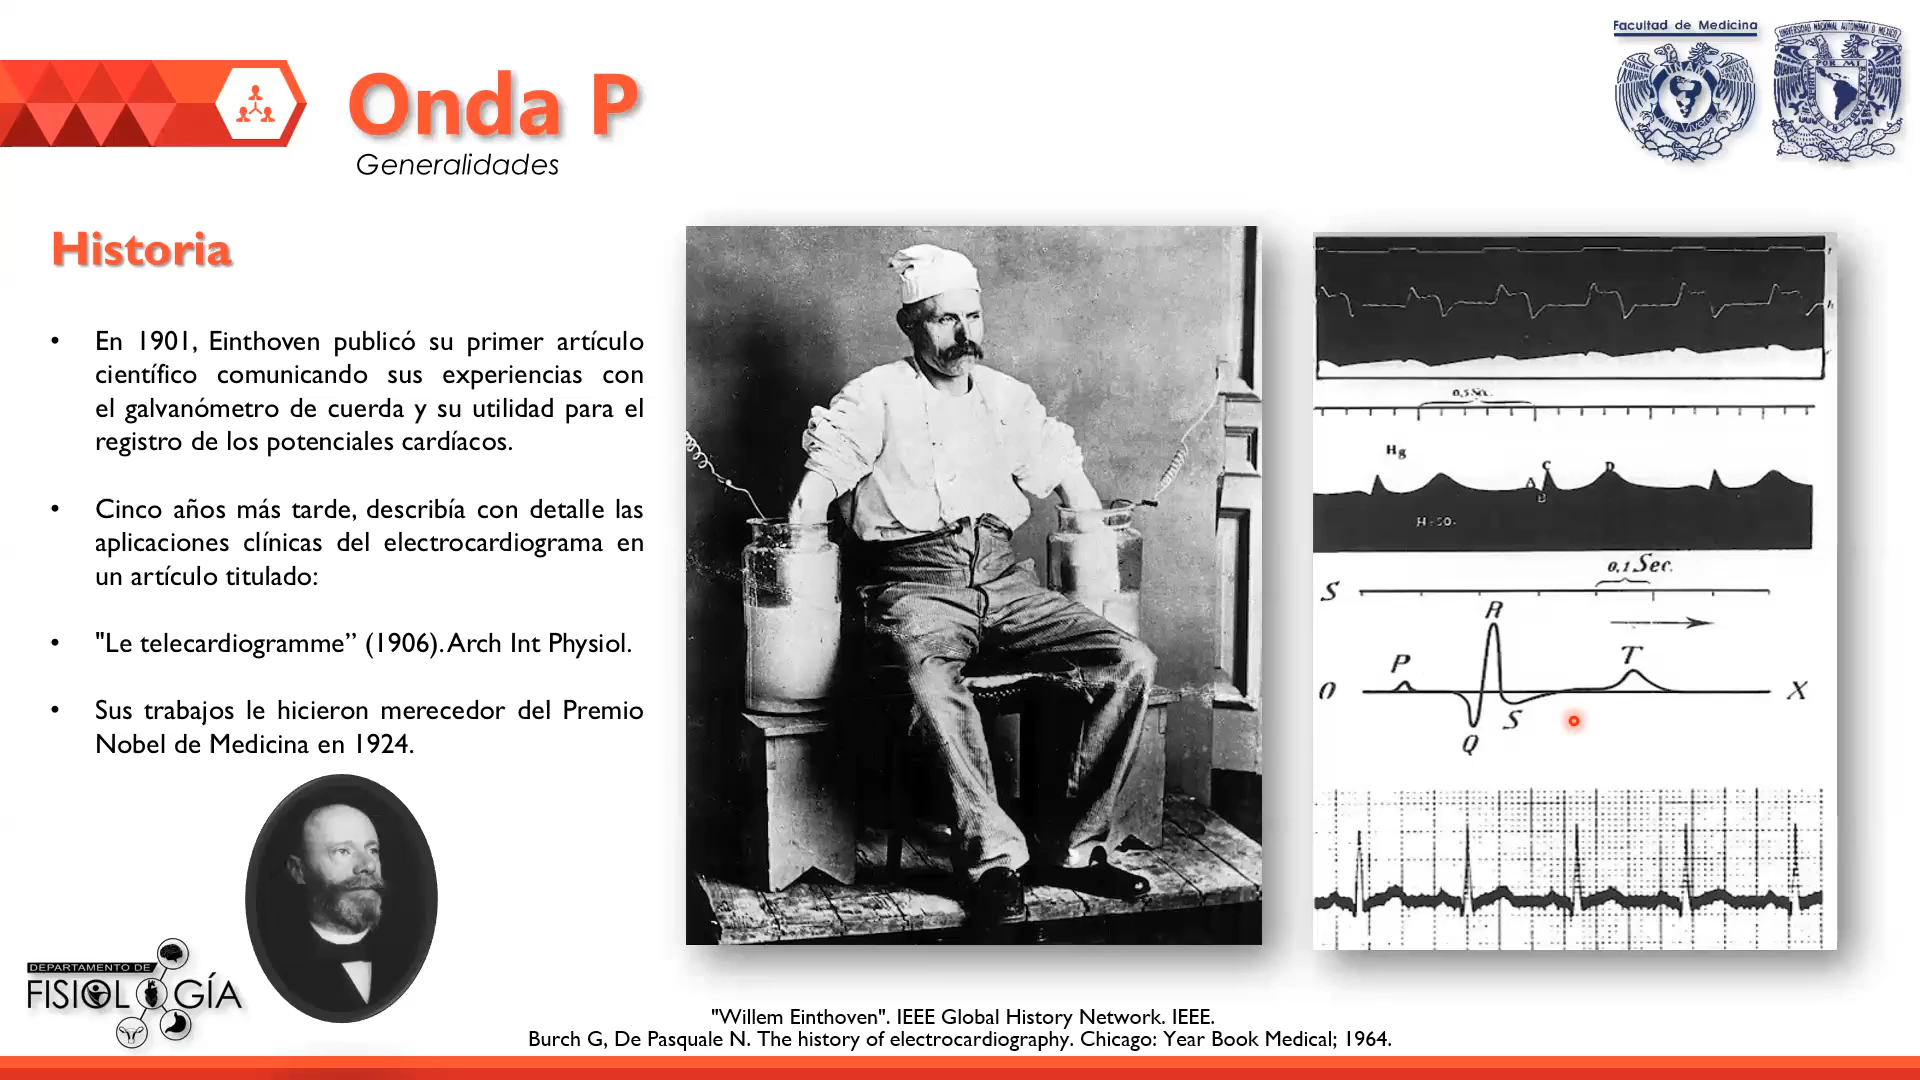 Facultad de Medicina
Onda P
Generalidades
Historia
• En 1901, Einthoven publicó su primer artículo
científico comunicando sus experiencias con
el galvanómetro de cuerda y su utilidad para el
registro de los potenciales cardíacos.
• Cinco años más tarde, describía con detalle las
aplicaciones clínicas del electrocardiograma en
un artículo titulado:
• "Le telecardiogramme” (1906). Arch Int Physiol.
• Sus trabajos le hicieron merecedor del Premio
Nobel de Medicina en 1924.
Hg
A
B
C
D
S
0,1 Sec.
R
P
T
O
X
Q
S
DEPARTAMENTO DE
FISIOLOGÍA
"Willem Einthoven". IEEE Global History Network. IEEE.
Burch G, De Pasquale N. The history of electrocardiography. Chicago: Year Book Medical; 1964.